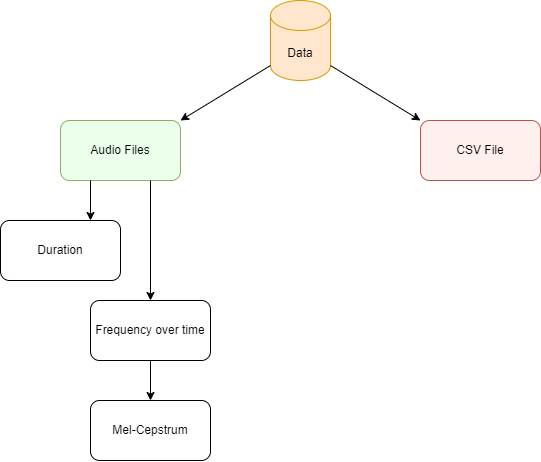 Data
Audio Files
CSV File
Duration
Frequency over time
Mel-Cepstrum